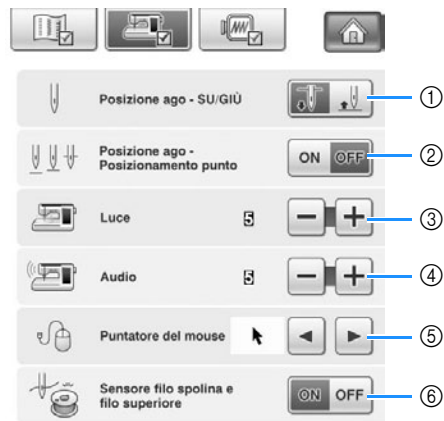 Posizione ago - SU/GIÙ
①
Posizione ago -
Posizionamento punto
ON OFF
②
Luce 5 − +
③
Audio 5 − +
④
Puntatore del mouse
⑤
Sensore filo spolina e
filo superiore
ON OFF
⑥